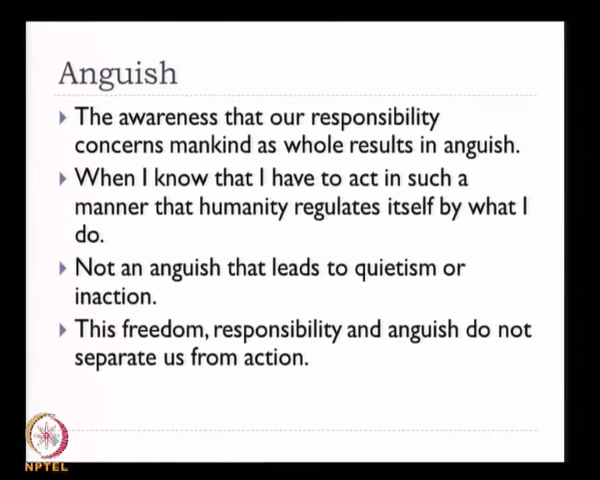 Anguish
The awareness that our responsibility
concerns mankind as whole results in anguish.
When I know that I have to act in such a
manner that humanity regulates itself by what I
do.
Not an anguish that leads to quietism or
inaction.
This freedom, responsibility and anguish do not
separate us from action.
NPTEL